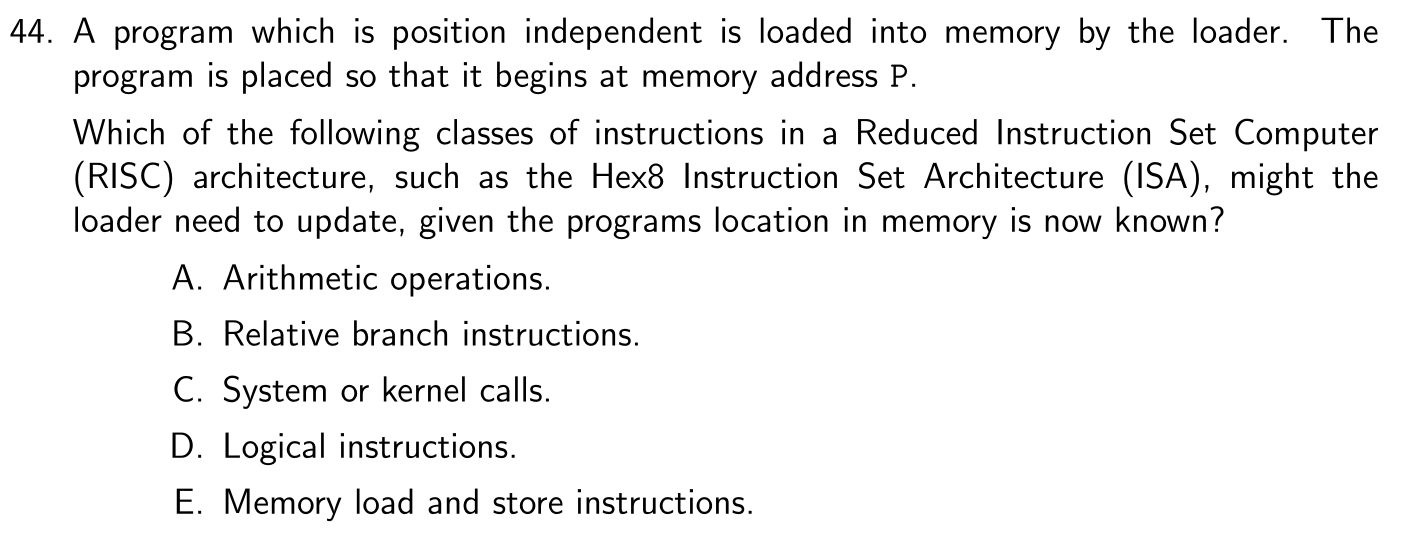 44. A program which is position independent is loaded into memory by the loader. The
program is placed so that it begins at memory address P.
Which of the following classes of instructions in a Reduced Instruction Set Computer
(RISC) architecture, such as the Hex8 Instruction Set Architecture (ISA), might the
loader need to update, given the programs location in memory is now known?
A. Arithmetic operations.
B. Relative branch instructions.
C. System or kernel calls.
D. Logical instructions.
E. Memory load and store instructions.